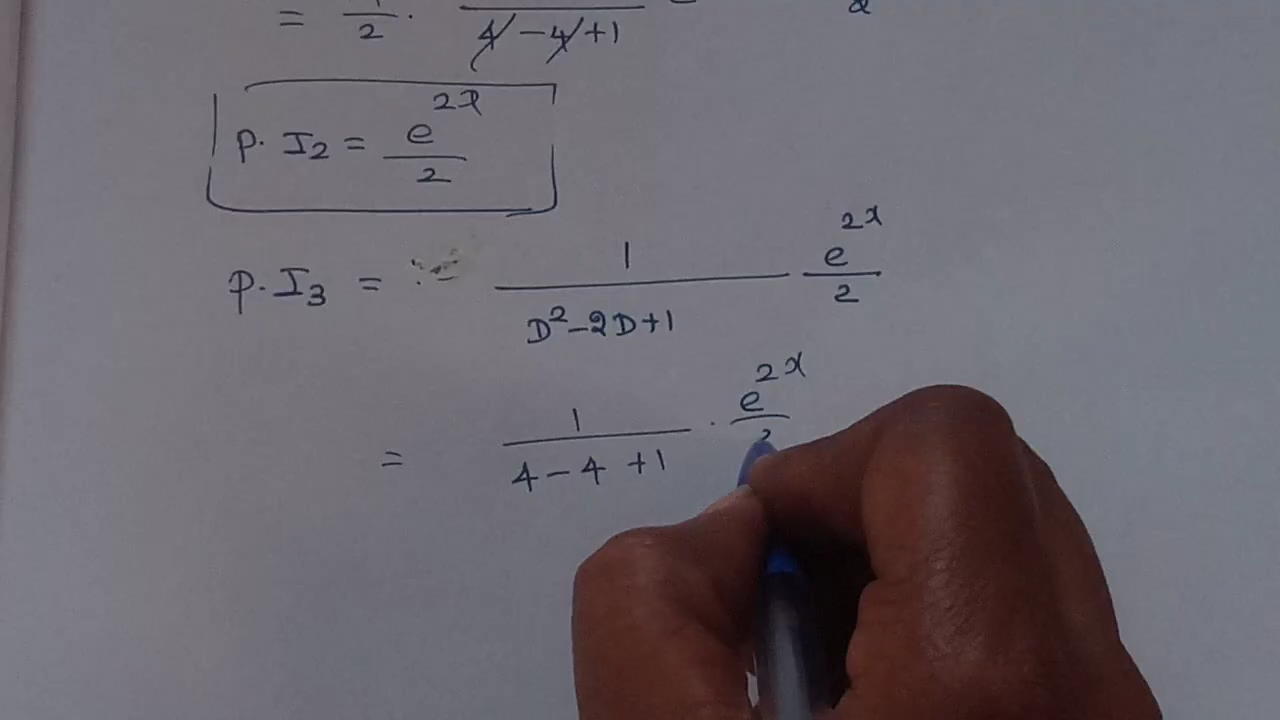 = 1/2 · /(4 - 4 + 1) =
P. I₂ = e^{2x}/2
P. I₃ = 1/(D² - 2D + 1) e^{2x}/2
= 1/(4 - 4 + 1) · e^{2x}/2